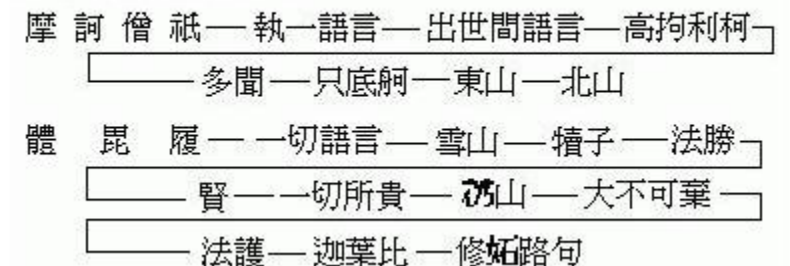 摩訶僧祇——執一語言——出世間語言——高拘利柯
多聞——只底舸——東山——北山
體毘履——一切語言——雪山——犢子——法勝
賢——一切所貴——山——大不可棄
法護——迦葉比——修妬路句